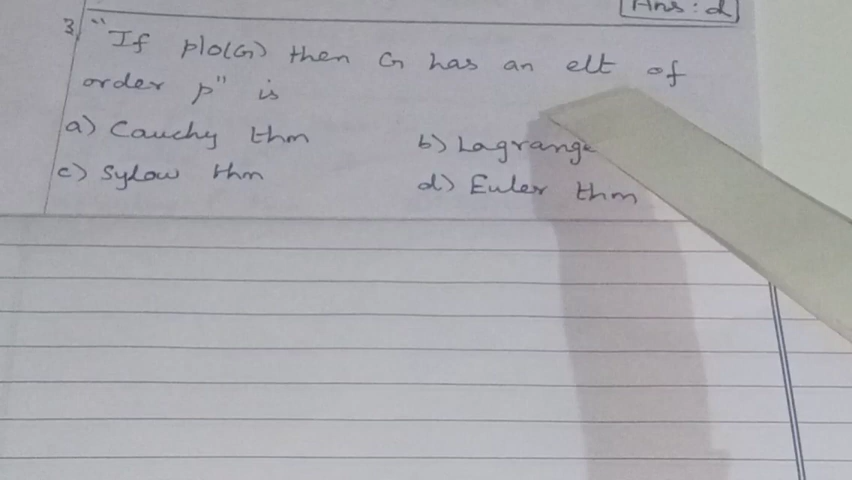 Ans: d
3. "If p|o(G) then G has an elt of
order p" is
a) Cauchy thm b) Lagrange
c) Sylow thm d) Euler thm